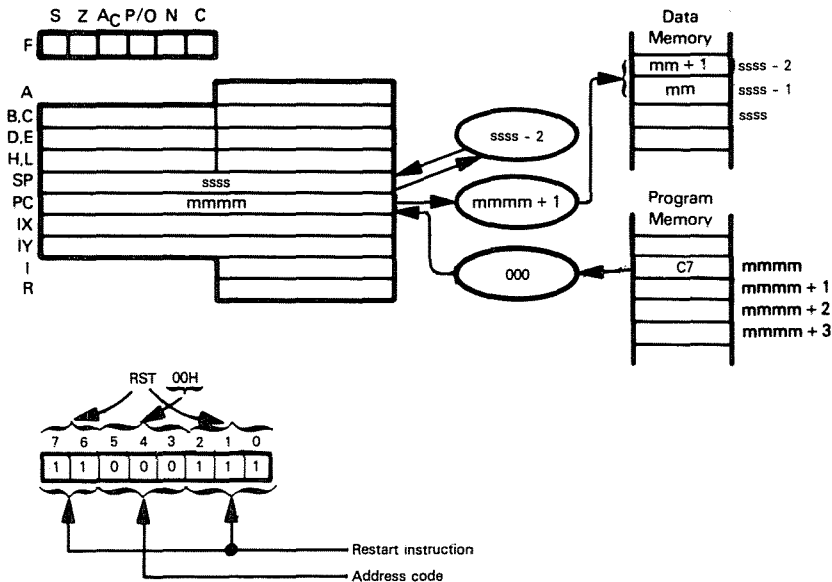 S Z AC P/O N C
F
A
B,C
D,E
H,L
SP ssss
PC mmmm
IX
IY
I
R
ssss - 2
mmmm + 1
000
Data
Memory
mm + 1 ssss - 2
mm ssss - 1
ssss
Program
Memory
C7 mmmm
mmmm + 1
mmmm + 2
mmmm + 3
RST 00H
7 6 5 4 3 2 1 0
1 1 0 0 0 1 1 1
Restart instruction
Address code